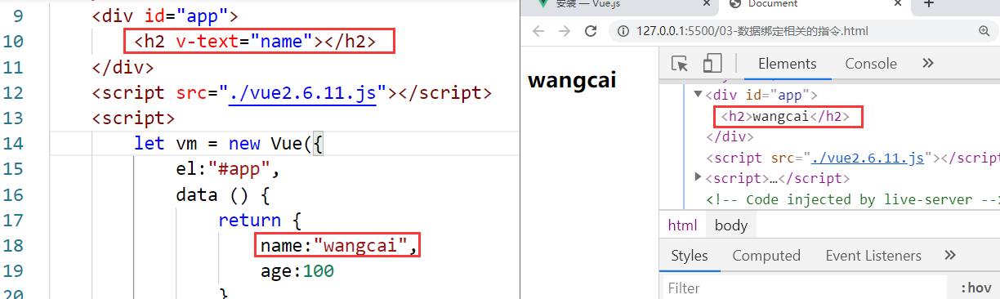 9 <div id="app">
10 <h2 v-text="name"></h2>
11 </div>
12 <script src="./vue2.6.11.js"></script>
13 <script>
14 let vm = new Vue({
15 el:"#app",
16 data () {
17 return {
18 name:"wangcai",
19 age:100
20 }
安装 — Vue.js × Document × +
127.0.0.1:5500/03-数据绑定相关的指令.html
wangcai
Elements Console »
<div id="app">
<h2>wangcai</h2>
</div>
<script src="./vue2.6.11.js"></script
<script>…</script>
<!-- Code injected by live-server -->
html body
Styles Computed Event Listeners »
Filter :hov